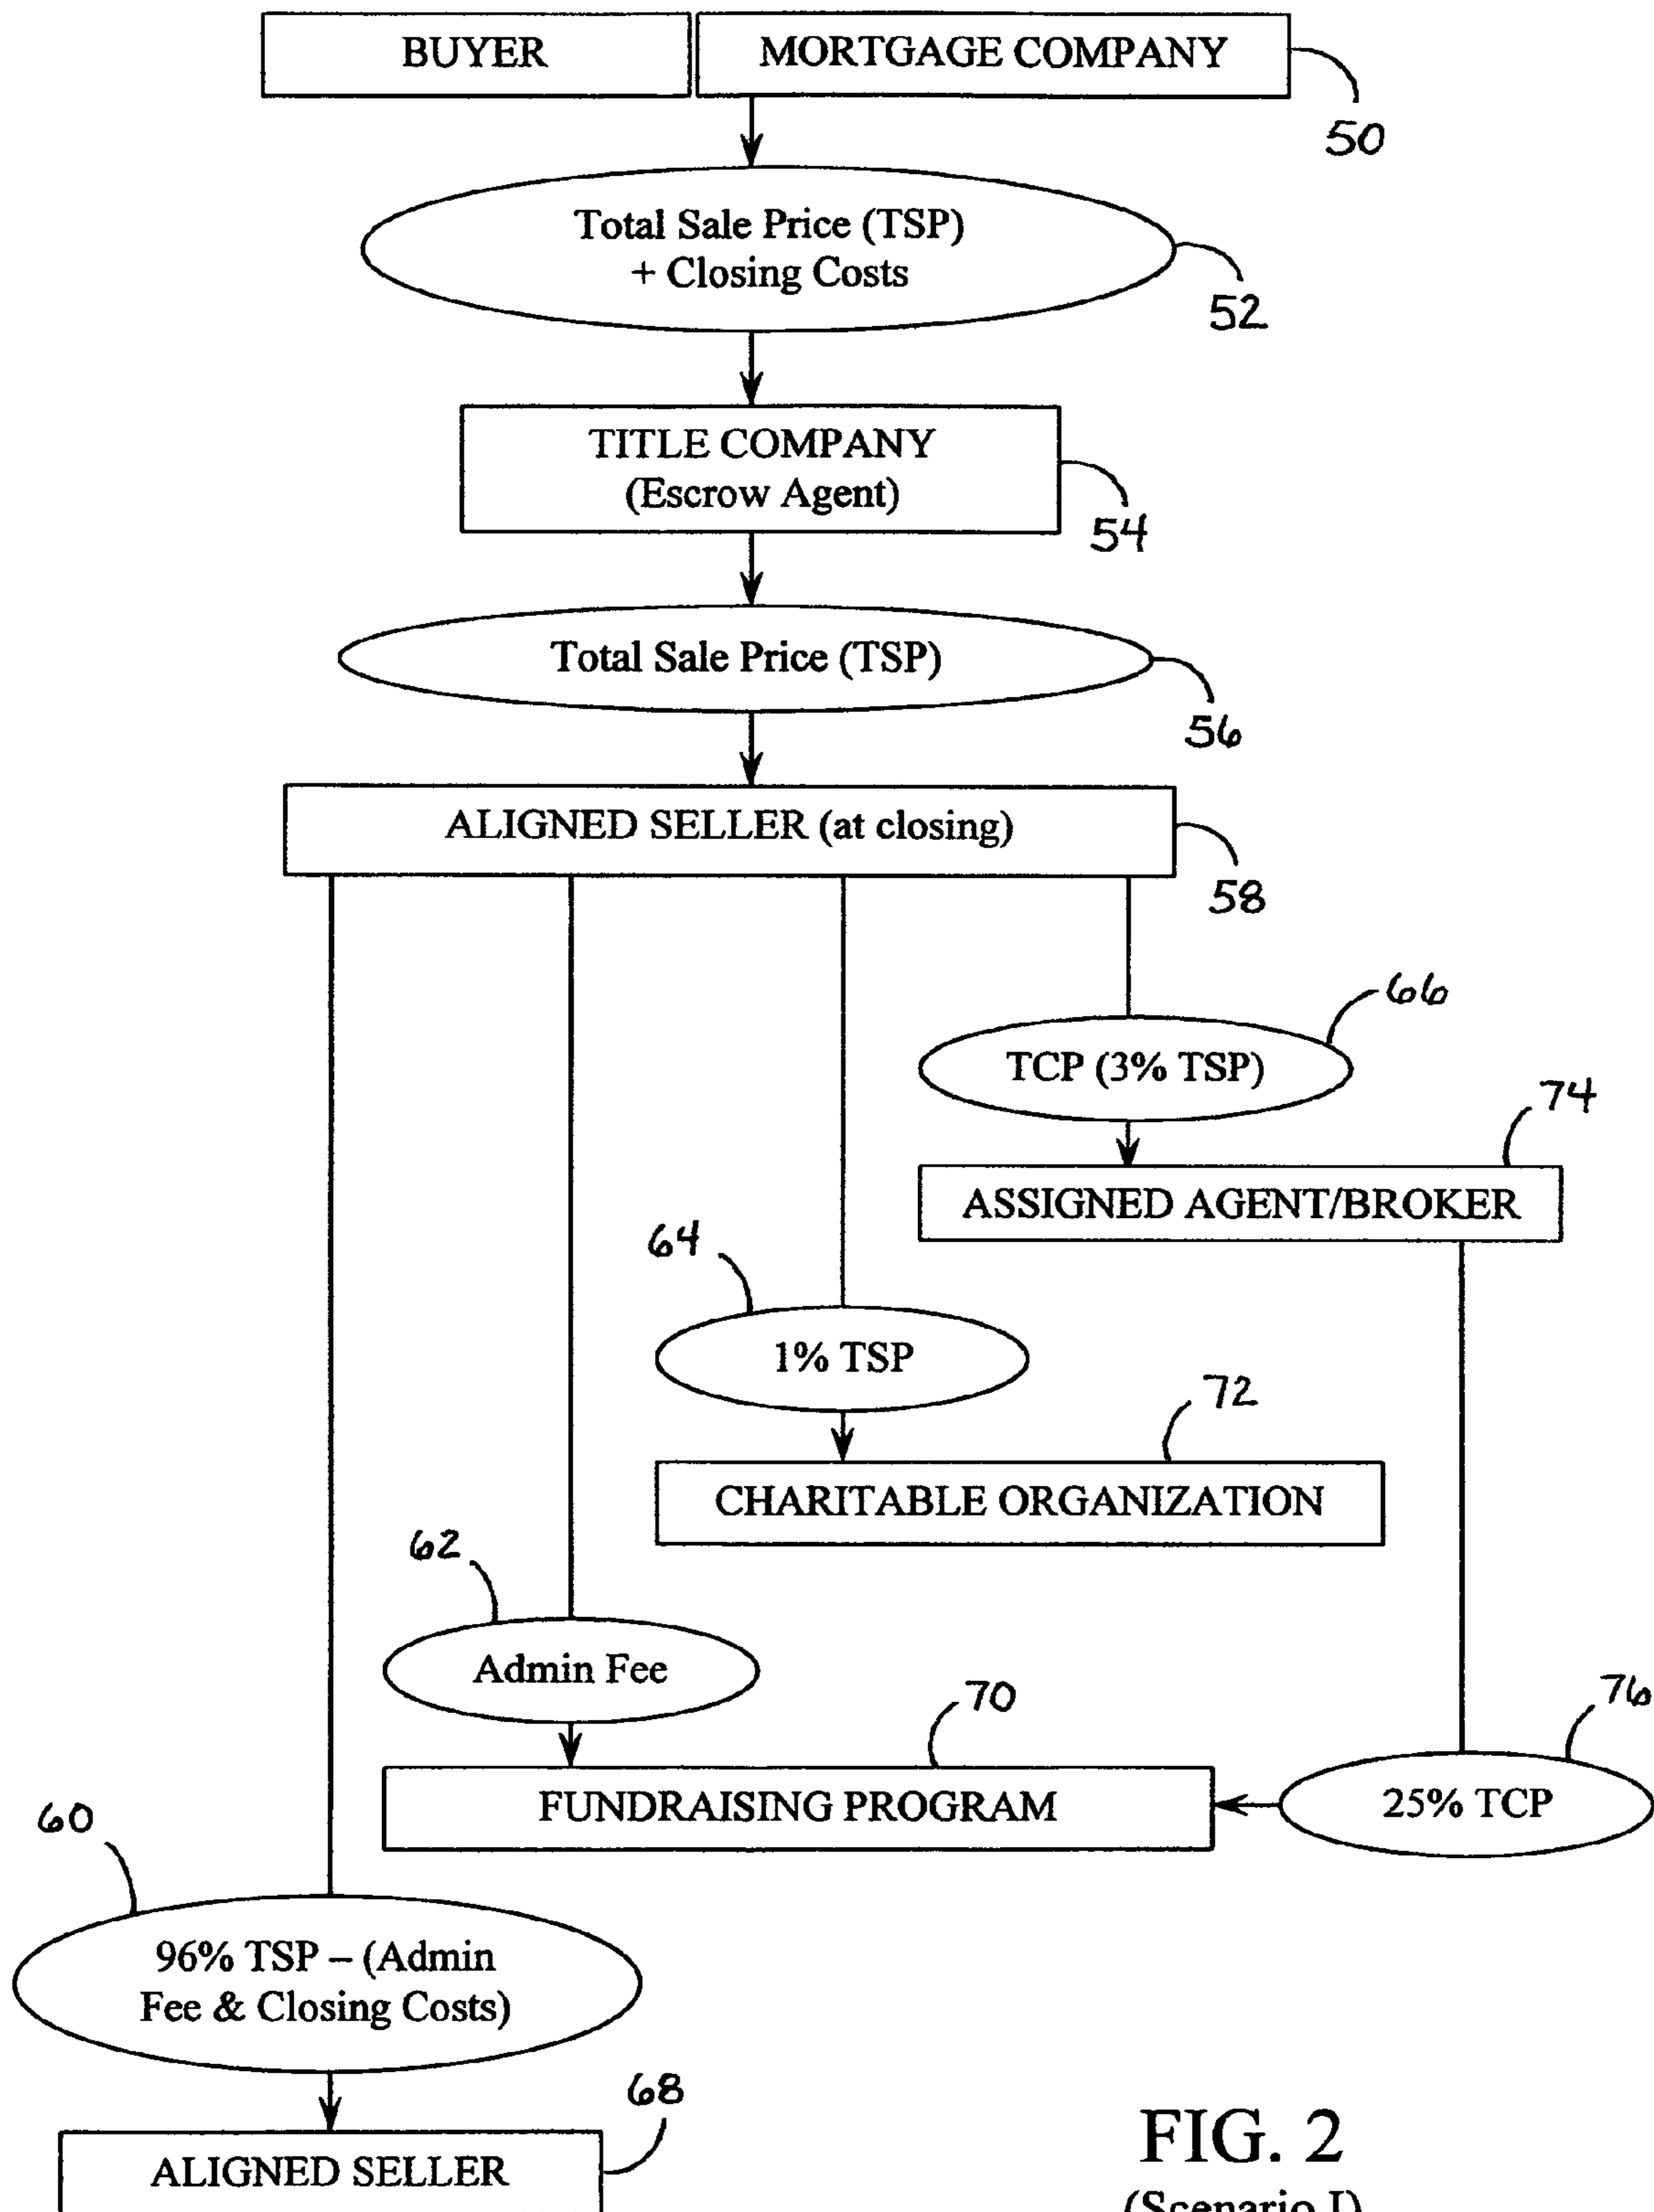 BUYER
MORTGAGE COMPANY
50
Total Sale Price (TSP)
+ Closing Costs
52
TITLE COMPANY
(Escrow Agent)
54
Total Sale Price (TSP)
56
ALIGNED SELLER (at closing)
58
66
TCP (3% TSP)
74
ASSIGNED AGENT/BROKER
64
1% TSP
72
CHARITABLE ORGANIZATION
62
Admin Fee
70
76
FUNDRAISING PROGRAM
25% TCP
60
96% TSP – (Admin
Fee & Closing Costs)
68
ALIGNED SELLER
FIG. 2
(Scenario I)